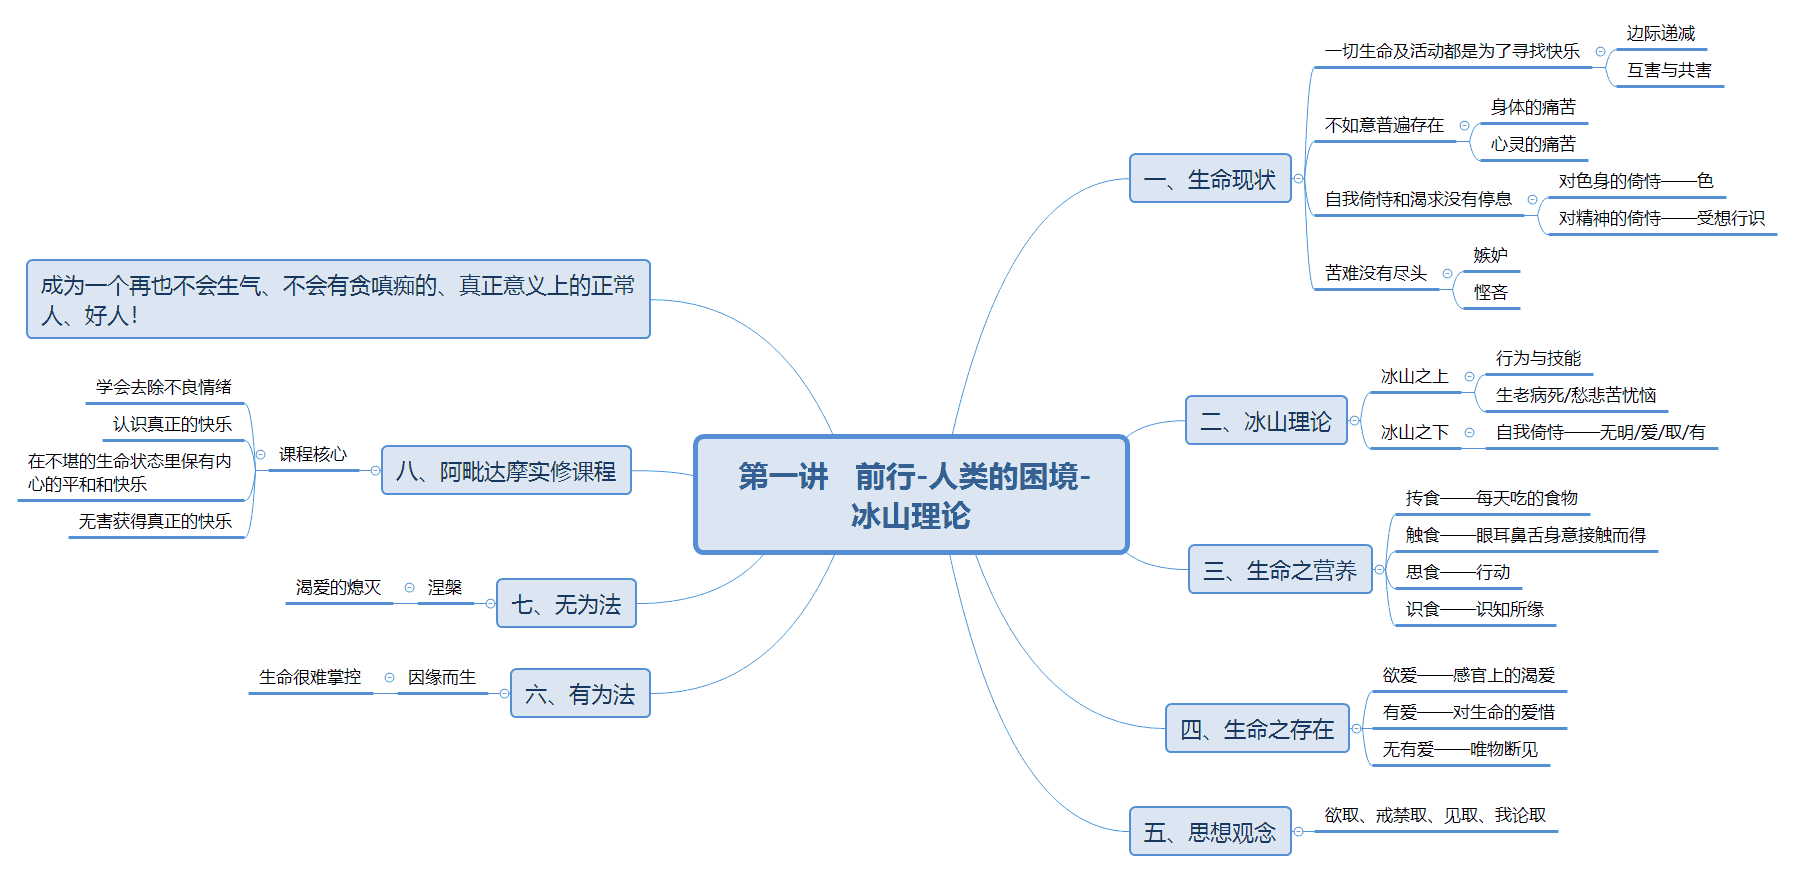 第一讲 前行-人类的困境-
冰山理论
一、生命现状
一切生命及活动都是为了寻找快乐
边际递减
互害与共害
不如意普遍存在
身体的痛苦
心灵的痛苦
自我倚恃和渴求没有停息
对色身的倚恃——色
对精神的倚恃——受想行识
苦难没有尽头
嫉妒
悭吝
二、冰山理论
冰山之上
行为与技能
生老病死/愁悲苦忧恼
冰山之下
自我倚恃——无明/爱/取/有
三、生命之营养
抟食——每天吃的食物
触食——眼耳鼻舌身意接触而得
思食——行动
识食——识知所缘
四、生命之存在
欲爱——感官上的渴爱
有爱——对生命的爱惜
无有爱——唯物断见
五、思想观念
欲取、戒禁取、见取、我论取
六、有为法
因缘而生
生命很难掌控
七、无为法
涅槃
渴爱的熄灭
八、阿毗达摩实修课程
课程核心
学会去除不良情绪
认识真正的快乐
在不堪的生命状态里保有内
心的平和和快乐
无害获得真正的快乐
成为一个再也不会生气、不会有贪嗔痴的、真正意义上的正常
人、好人！